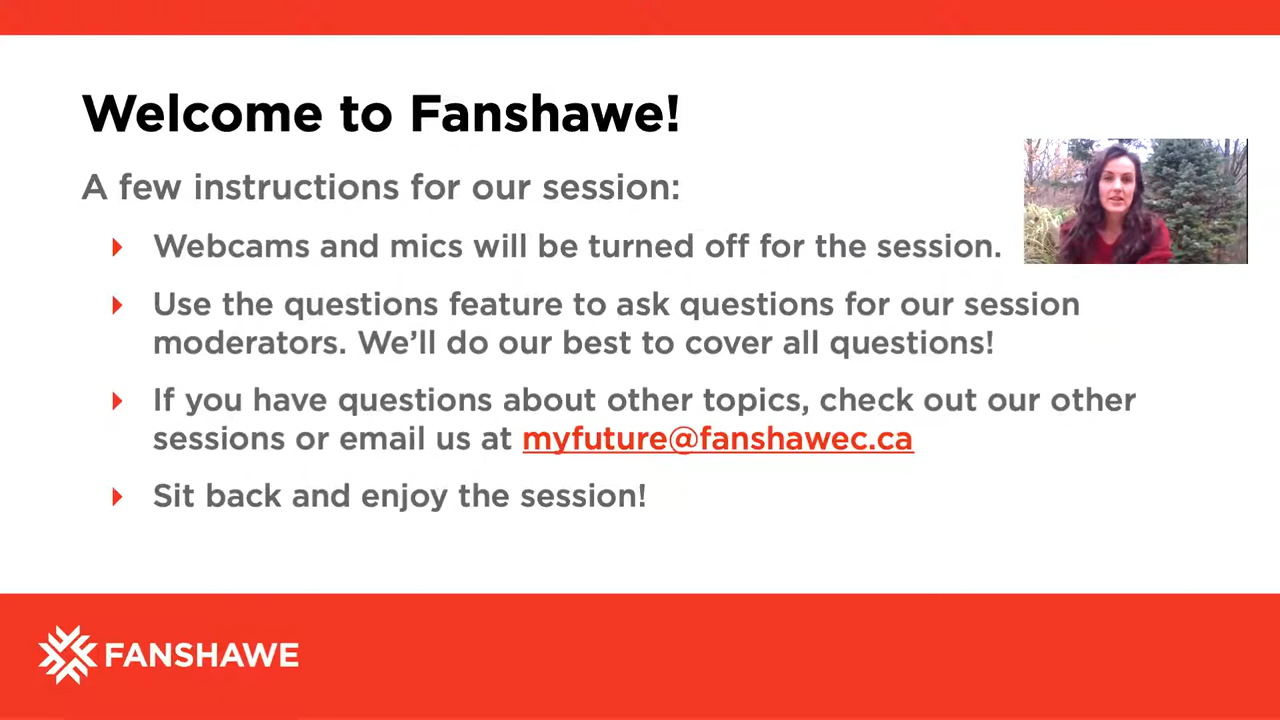 Welcome to Fanshawe!
A few instructions for our session:
Webcams and mics will be turned off for the session.
Use the questions feature to ask questions for our session
moderators. We'll do our best to cover all questions!
If you have questions about other topics, check out our other
sessions or email us at myfuture@fanshawec.ca
Sit back and enjoy the session!
FANSHAWE